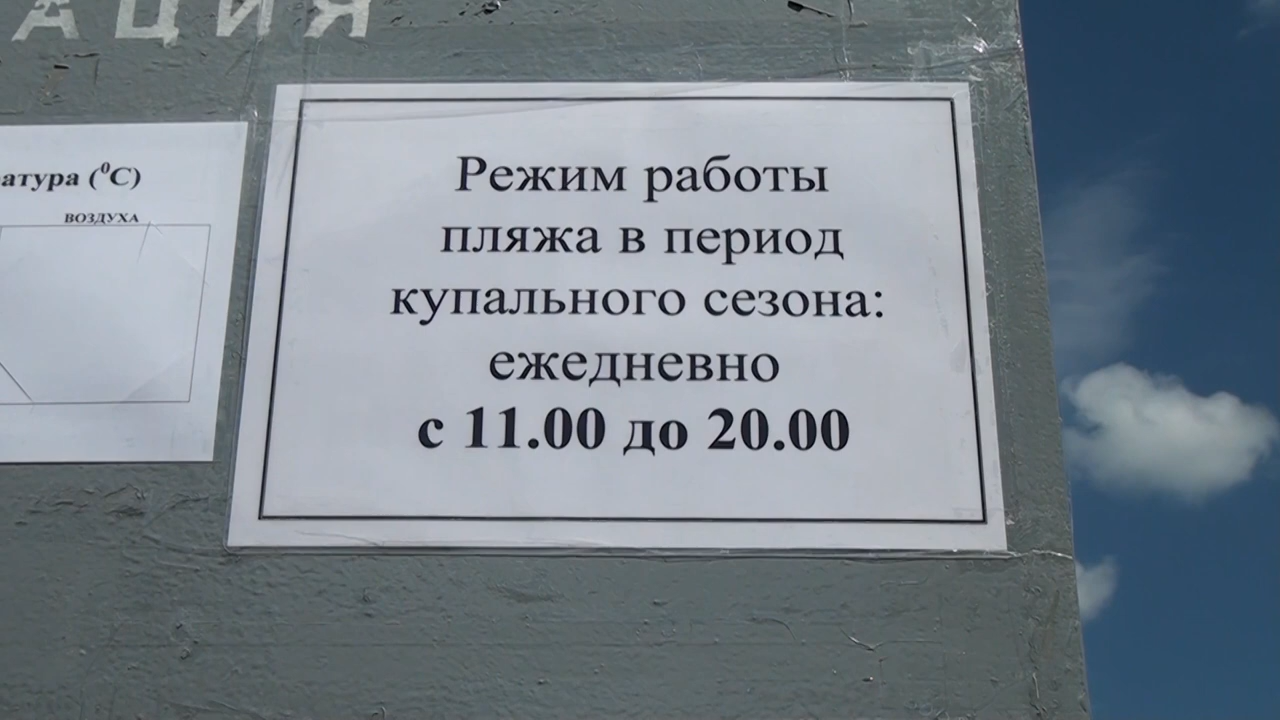 АЦИЯ
атура (⁰С)
ВОЗДУХА
Режим работы
пляжа в период
купального сезона:
ежедневно
с 11.00 до 20.00